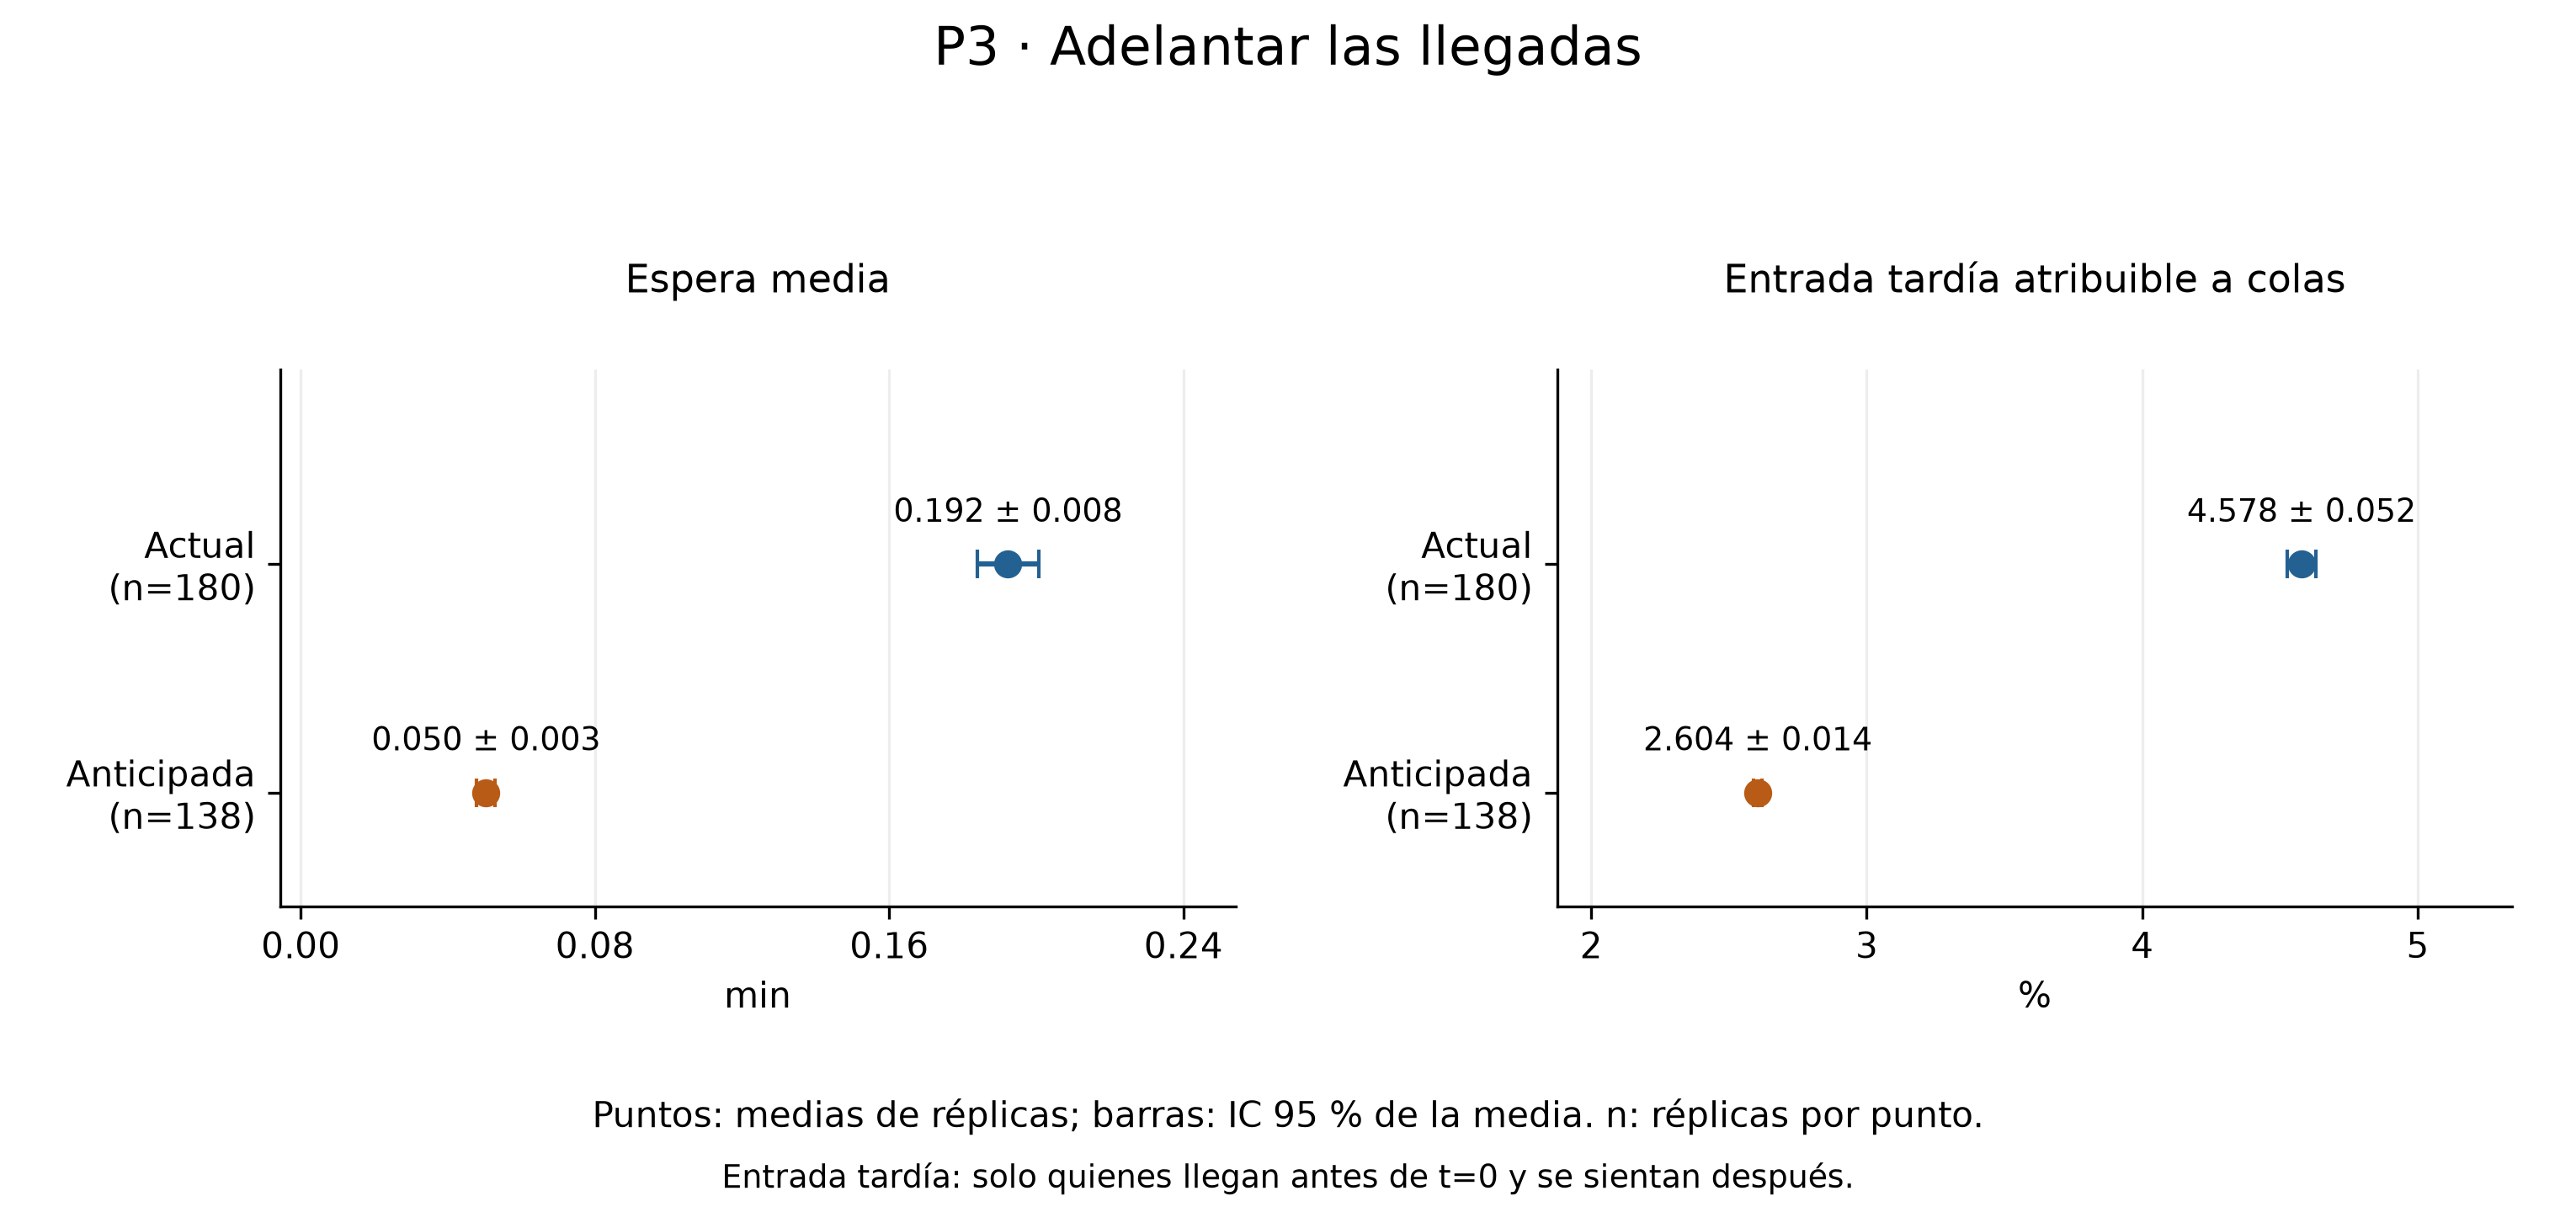 P3 · Adelantar las llegadas
Espera media
0.192 ± 0.008
Actual
(n=180)
0.050 ± 0.003
Anticipada
(n=138)
0.00
0.08
0.16
0.24
min
Entrada tardía atribuible a colas
4.578 ± 0.052
Actual
(n=180)
2.604 ± 0.014
Anticipada
(n=138)
2
3
4
5
%
Puntos: medias de réplicas; barras: IC 95 % de la media. n: réplicas por punto.
Entrada tardía: solo quienes llegan antes de t=0 y se sientan después.